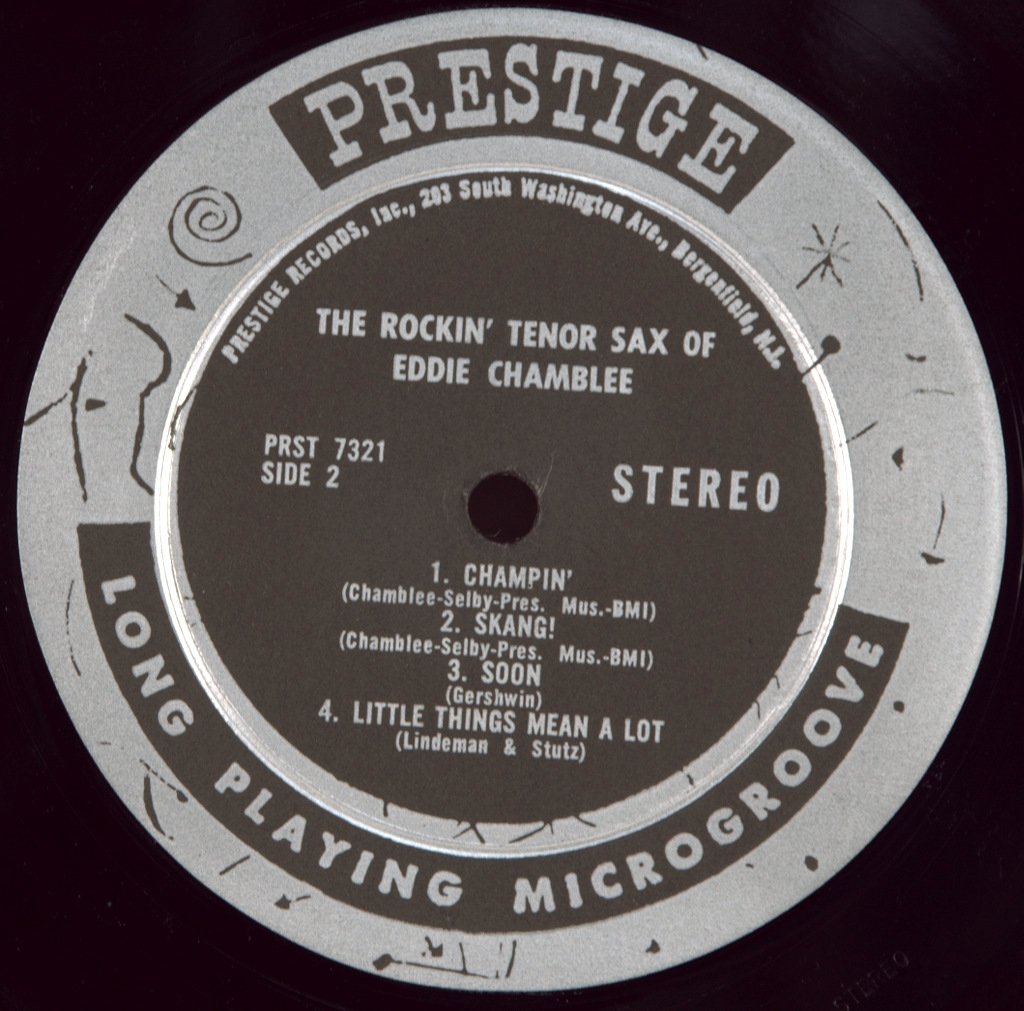 PRESTIGE
PRESTIGE RECORDS, Inc., 203 South Washington Ave., Bergenfield, N.J.
THE ROCKIN' TENOR SAX OF
EDDIE CHAMBLEE
PRST 7321
SIDE 2
STEREO
1. CHAMPIN'
(Chamblee-Selby-Pres. Mus.-BMI)
2. SKANG!
(Chamblee-Selby-Pres. Mus.-BMI)
3. SOON
(Gershwin)
4. LITTLE THINGS MEAN A LOT
(Lindeman & Stutz)
LONG PLAYING MICROGROOVE
STEREO